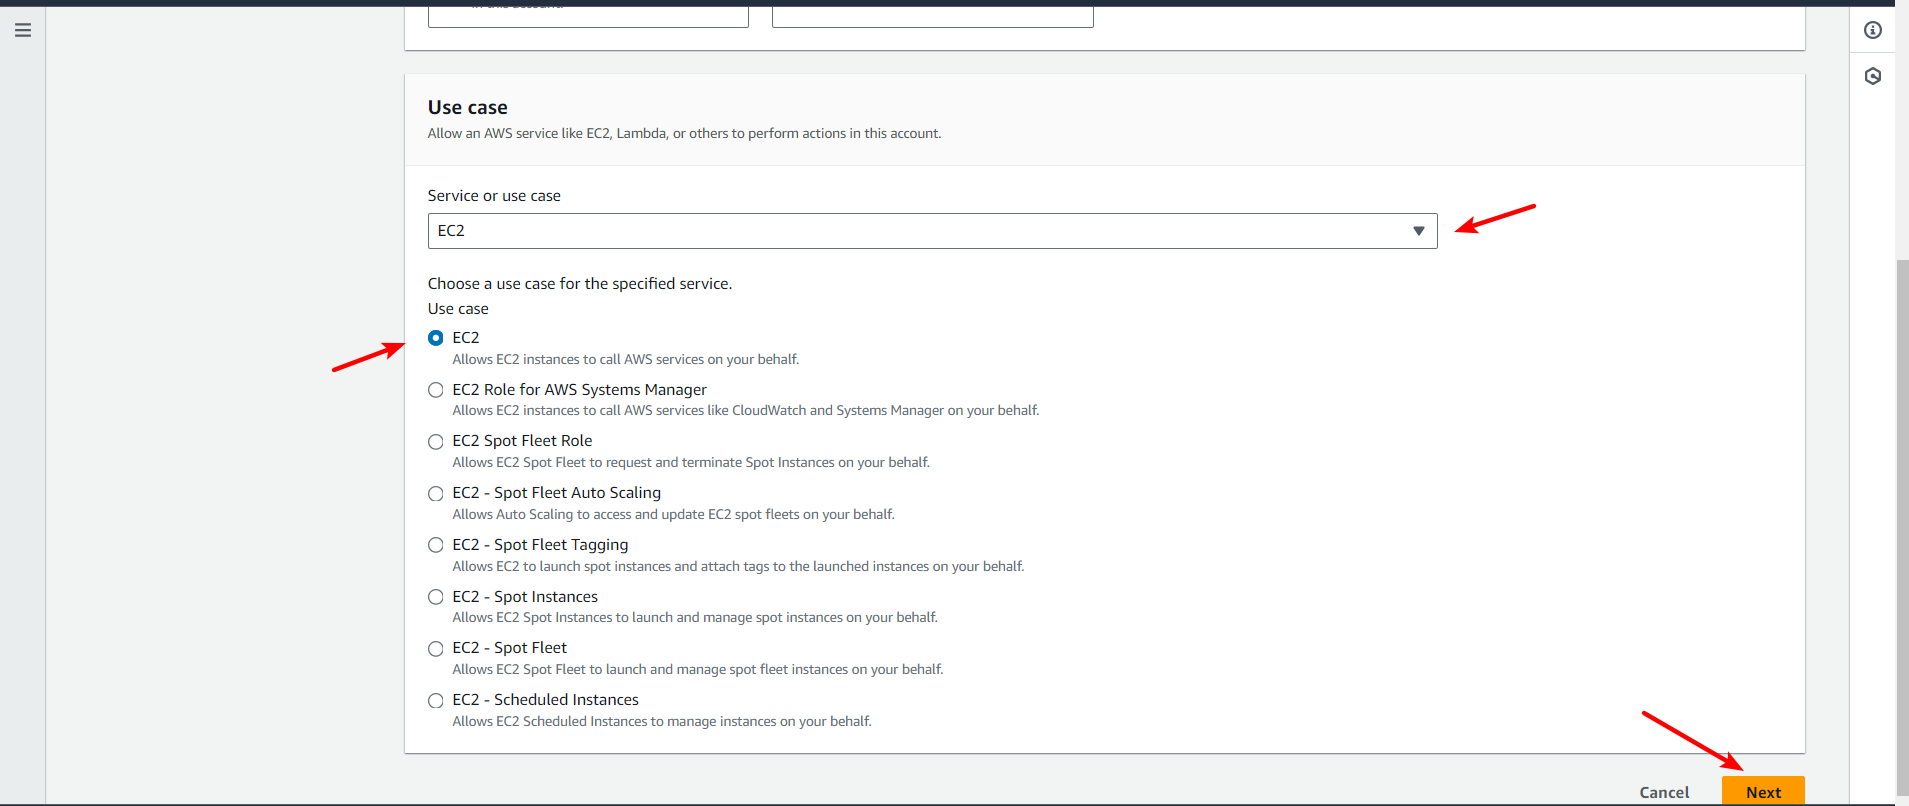 in this account.
Use case
Allow an AWS service like EC2, Lambda, or others to perform actions in this account.
Service or use case
EC2
Choose a use case for the specified service.
Use case
EC2
Allows EC2 instances to call AWS services on your behalf.
EC2 Role for AWS Systems Manager
Allows EC2 instances to call AWS services like CloudWatch and Systems Manager on your behalf.
EC2 Spot Fleet Role
Allows EC2 Spot Fleet to request and terminate Spot Instances on your behalf.
EC2 - Spot Fleet Auto Scaling
Allows Auto Scaling to access and update EC2 spot fleets on your behalf.
EC2 - Spot Fleet Tagging
Allows EC2 to launch spot instances and attach tags to the launched instances on your behalf.
EC2 - Spot Instances
Allows EC2 Spot Instances to launch and manage spot instances on your behalf.
EC2 - Spot Fleet
Allows EC2 Spot Fleet to launch and manage spot fleet instances on your behalf.
EC2 - Scheduled Instances
Allows EC2 Scheduled Instances to manage instances on your behalf.
Cancel Next